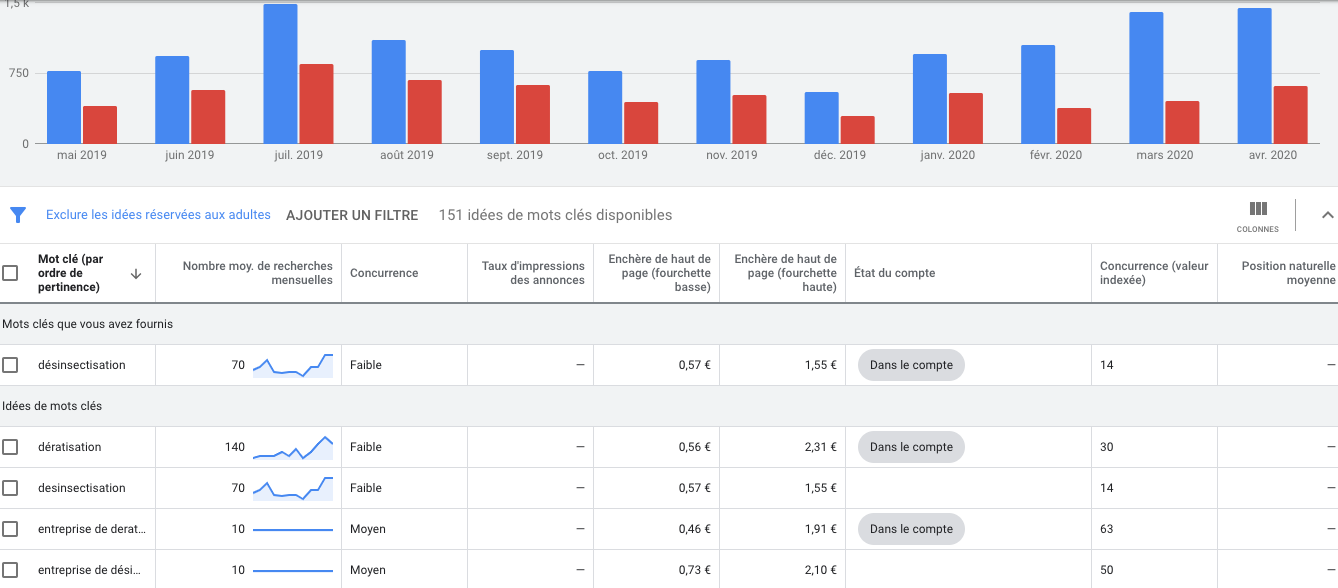 1,5 k
750
0
mai 2019 juin 2019 juil. 2019 août 2019 sept. 2019 oct. 2019 nov. 2019 déc. 2019 janv. 2020 févr. 2020 mars 2020 avr. 2020
Exclure les idées réservées aux adultes AJOUTER UN FILTRE 151 idées de mots clés disponibles
COLONNES
Mot clé (par
ordre de
pertinence)
Nombre moy. de recherches
mensuelles
Concurrence
Taux d'impressions
des annonces
Enchère de haut de
page (fourchette
basse)
Enchère de haut de
page (fourchette
haute)
État du compte
Concurrence (valeur
indexée)
Position naturelle
moyenne
Mots clés que vous avez fournis
désinsectisation 70 Faible – 0,57 € 1,55 € Dans le compte 14 –
Idées de mots clés
dératisation 140 Faible – 0,56 € 2,31 € Dans le compte 30 –
desinsectisation 70 Faible – 0,57 € 1,55 € 14 –
entreprise de derat... 10 Moyen – 0,46 € 1,91 € Dans le compte 63 –
entreprise de dési... 10 Moyen – 0,73 € 2,10 € 50 –